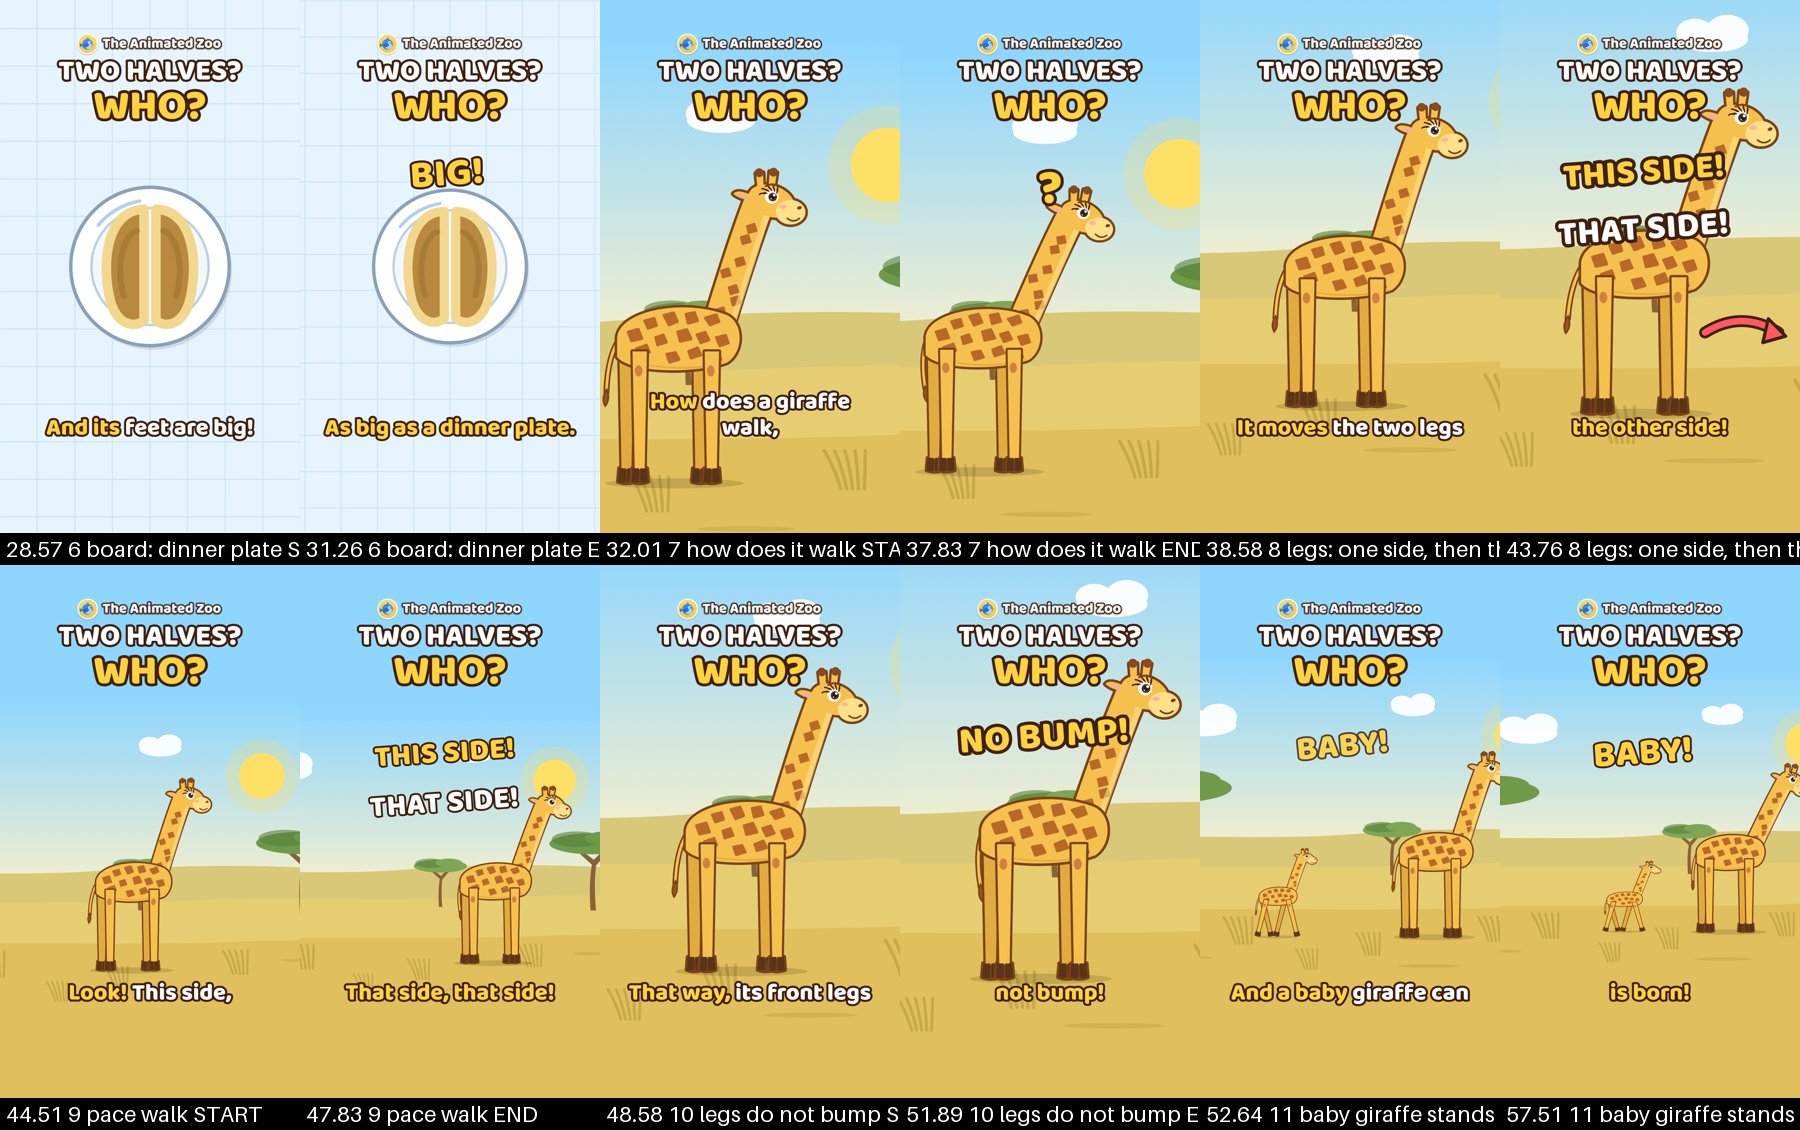 The Animated Zoo
TWO HALVES?
WHO?
And its feet are big!
28.57 6 board: dinner plate S
The Animated Zoo
TWO HALVES?
WHO?
BIG!
As big as a dinner plate.
31.26 6 board: dinner plate E
The Animated Zoo
TWO HALVES?
WHO?
How does a giraffe
walk,
32.01 7 how does it walk STA
The Animated Zoo
TWO HALVES?
WHO?
?
37.83 7 how does it walk END
The Animated Zoo
TWO HALVES?
WHO?
It moves the two legs
38.58 8 legs: one side, then th
The Animated Zoo
TWO HALVES?
WHO?
THIS SIDE!
THAT SIDE!
the other side!
43.76 8 legs: one side, then th
The Animated Zoo
TWO HALVES?
WHO?
Look! This side,
44.51 9 pace walk START
The Animated Zoo
TWO HALVES?
WHO?
THIS SIDE!
THAT SIDE!
That side, that side!
47.83 9 pace walk END
The Animated Zoo
TWO HALVES?
WHO?
That way, its front legs
48.58 10 legs do not bump S
The Animated Zoo
TWO HALVES?
WHO?
NO BUMP!
not bump!
51.89 10 legs do not bump E
The Animated Zoo
TWO HALVES?
WHO?
BABY!
And a baby giraffe can
52.64 11 baby giraffe stands
The Animated Zoo
TWO HALVES?
WHO?
BABY!
is born!
57.51 11 baby giraffe stands